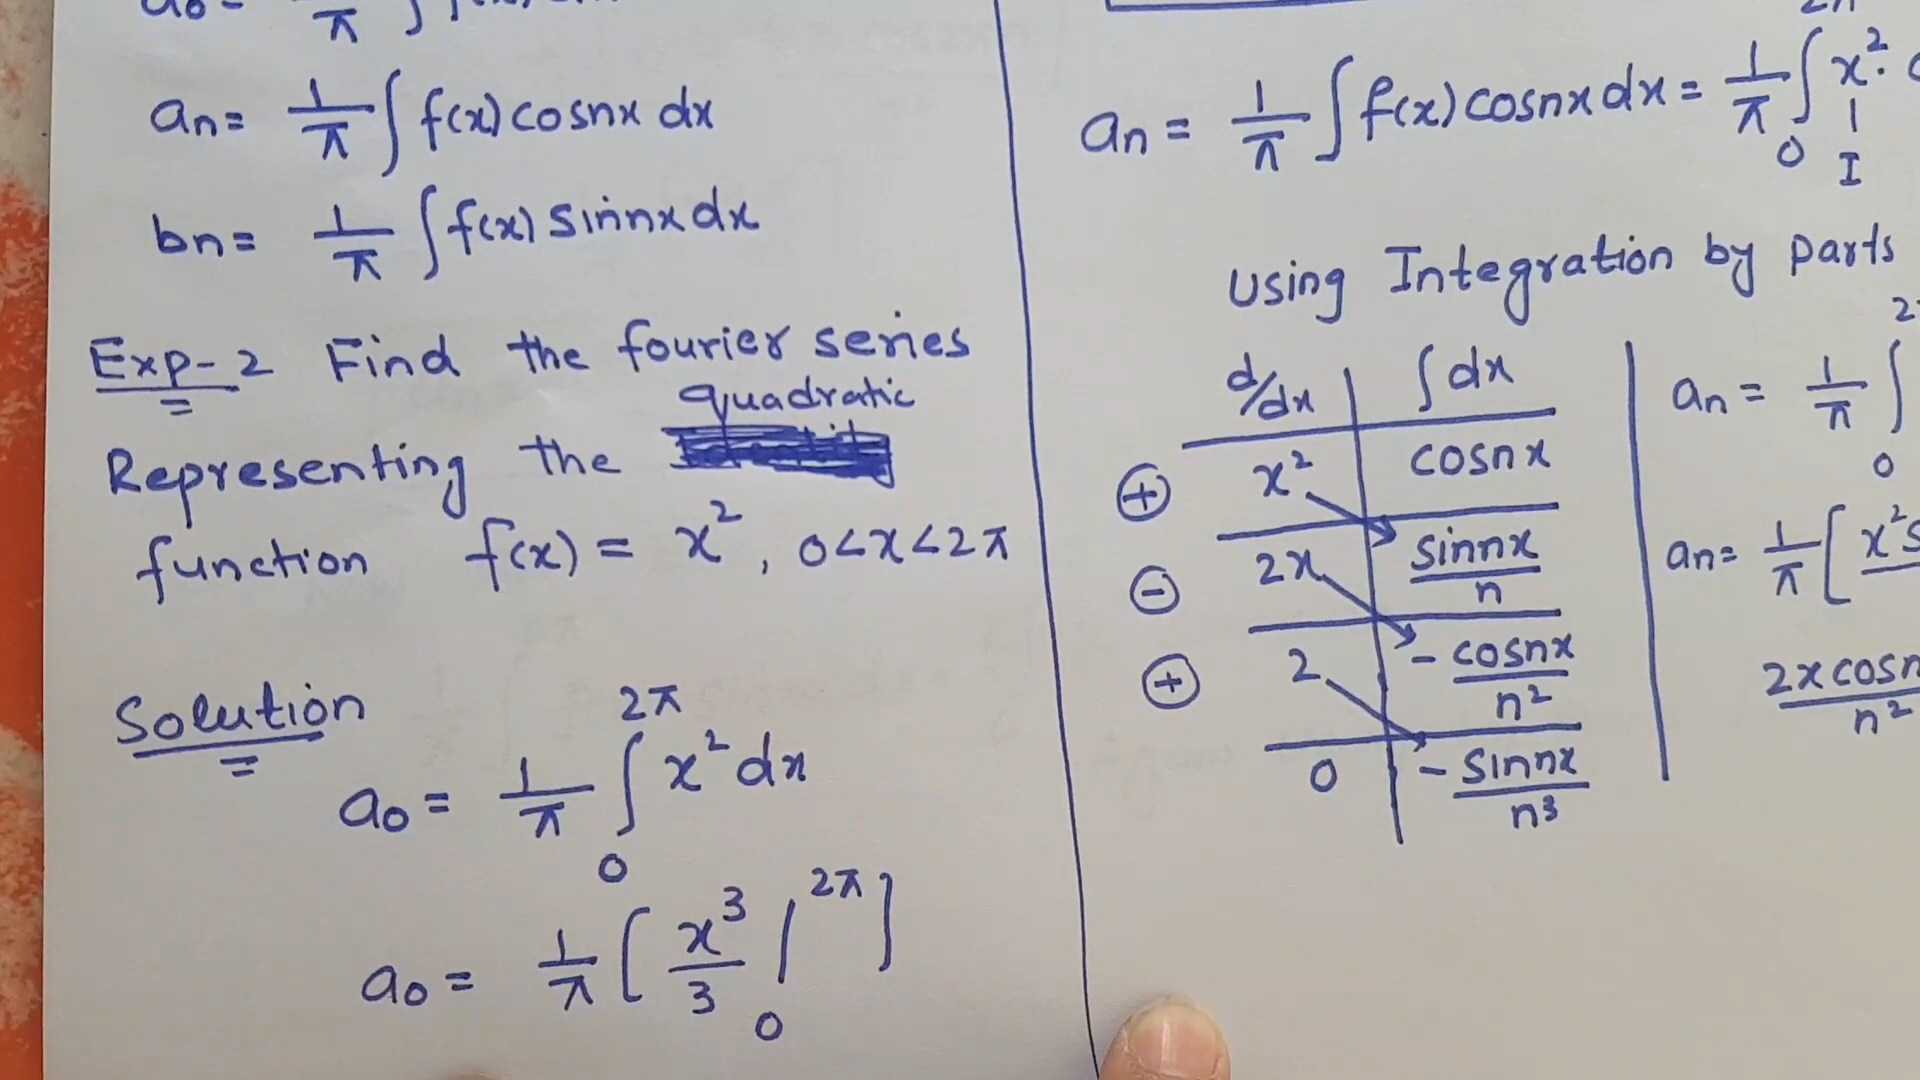 an = 1/π ∫ f(x) cosnx dx
bn = 1/π ∫ f(x) sinnx dx
Exp-2 Find the fourier series
quadratic
Representing the
function f(x) = x², 0<x<2π
Solution
a0 = 1/π ∫₀^2π x² dx
a0 = 1/π [ x³/3 |₀^2π ]
an = 1/π ∫ f(x) cosnx dx = 1/π ∫₀ x².
I
Using Integration by parts
d/dx | ∫ dx
⊕ x² | cosnx
⊖ 2x | sinnx/n
⊕ 2 | -cosnx/n²
0 | -sinnx/n³
an = 1/π ∫₀
an = 1/π [ x²s
2x cosn
n²